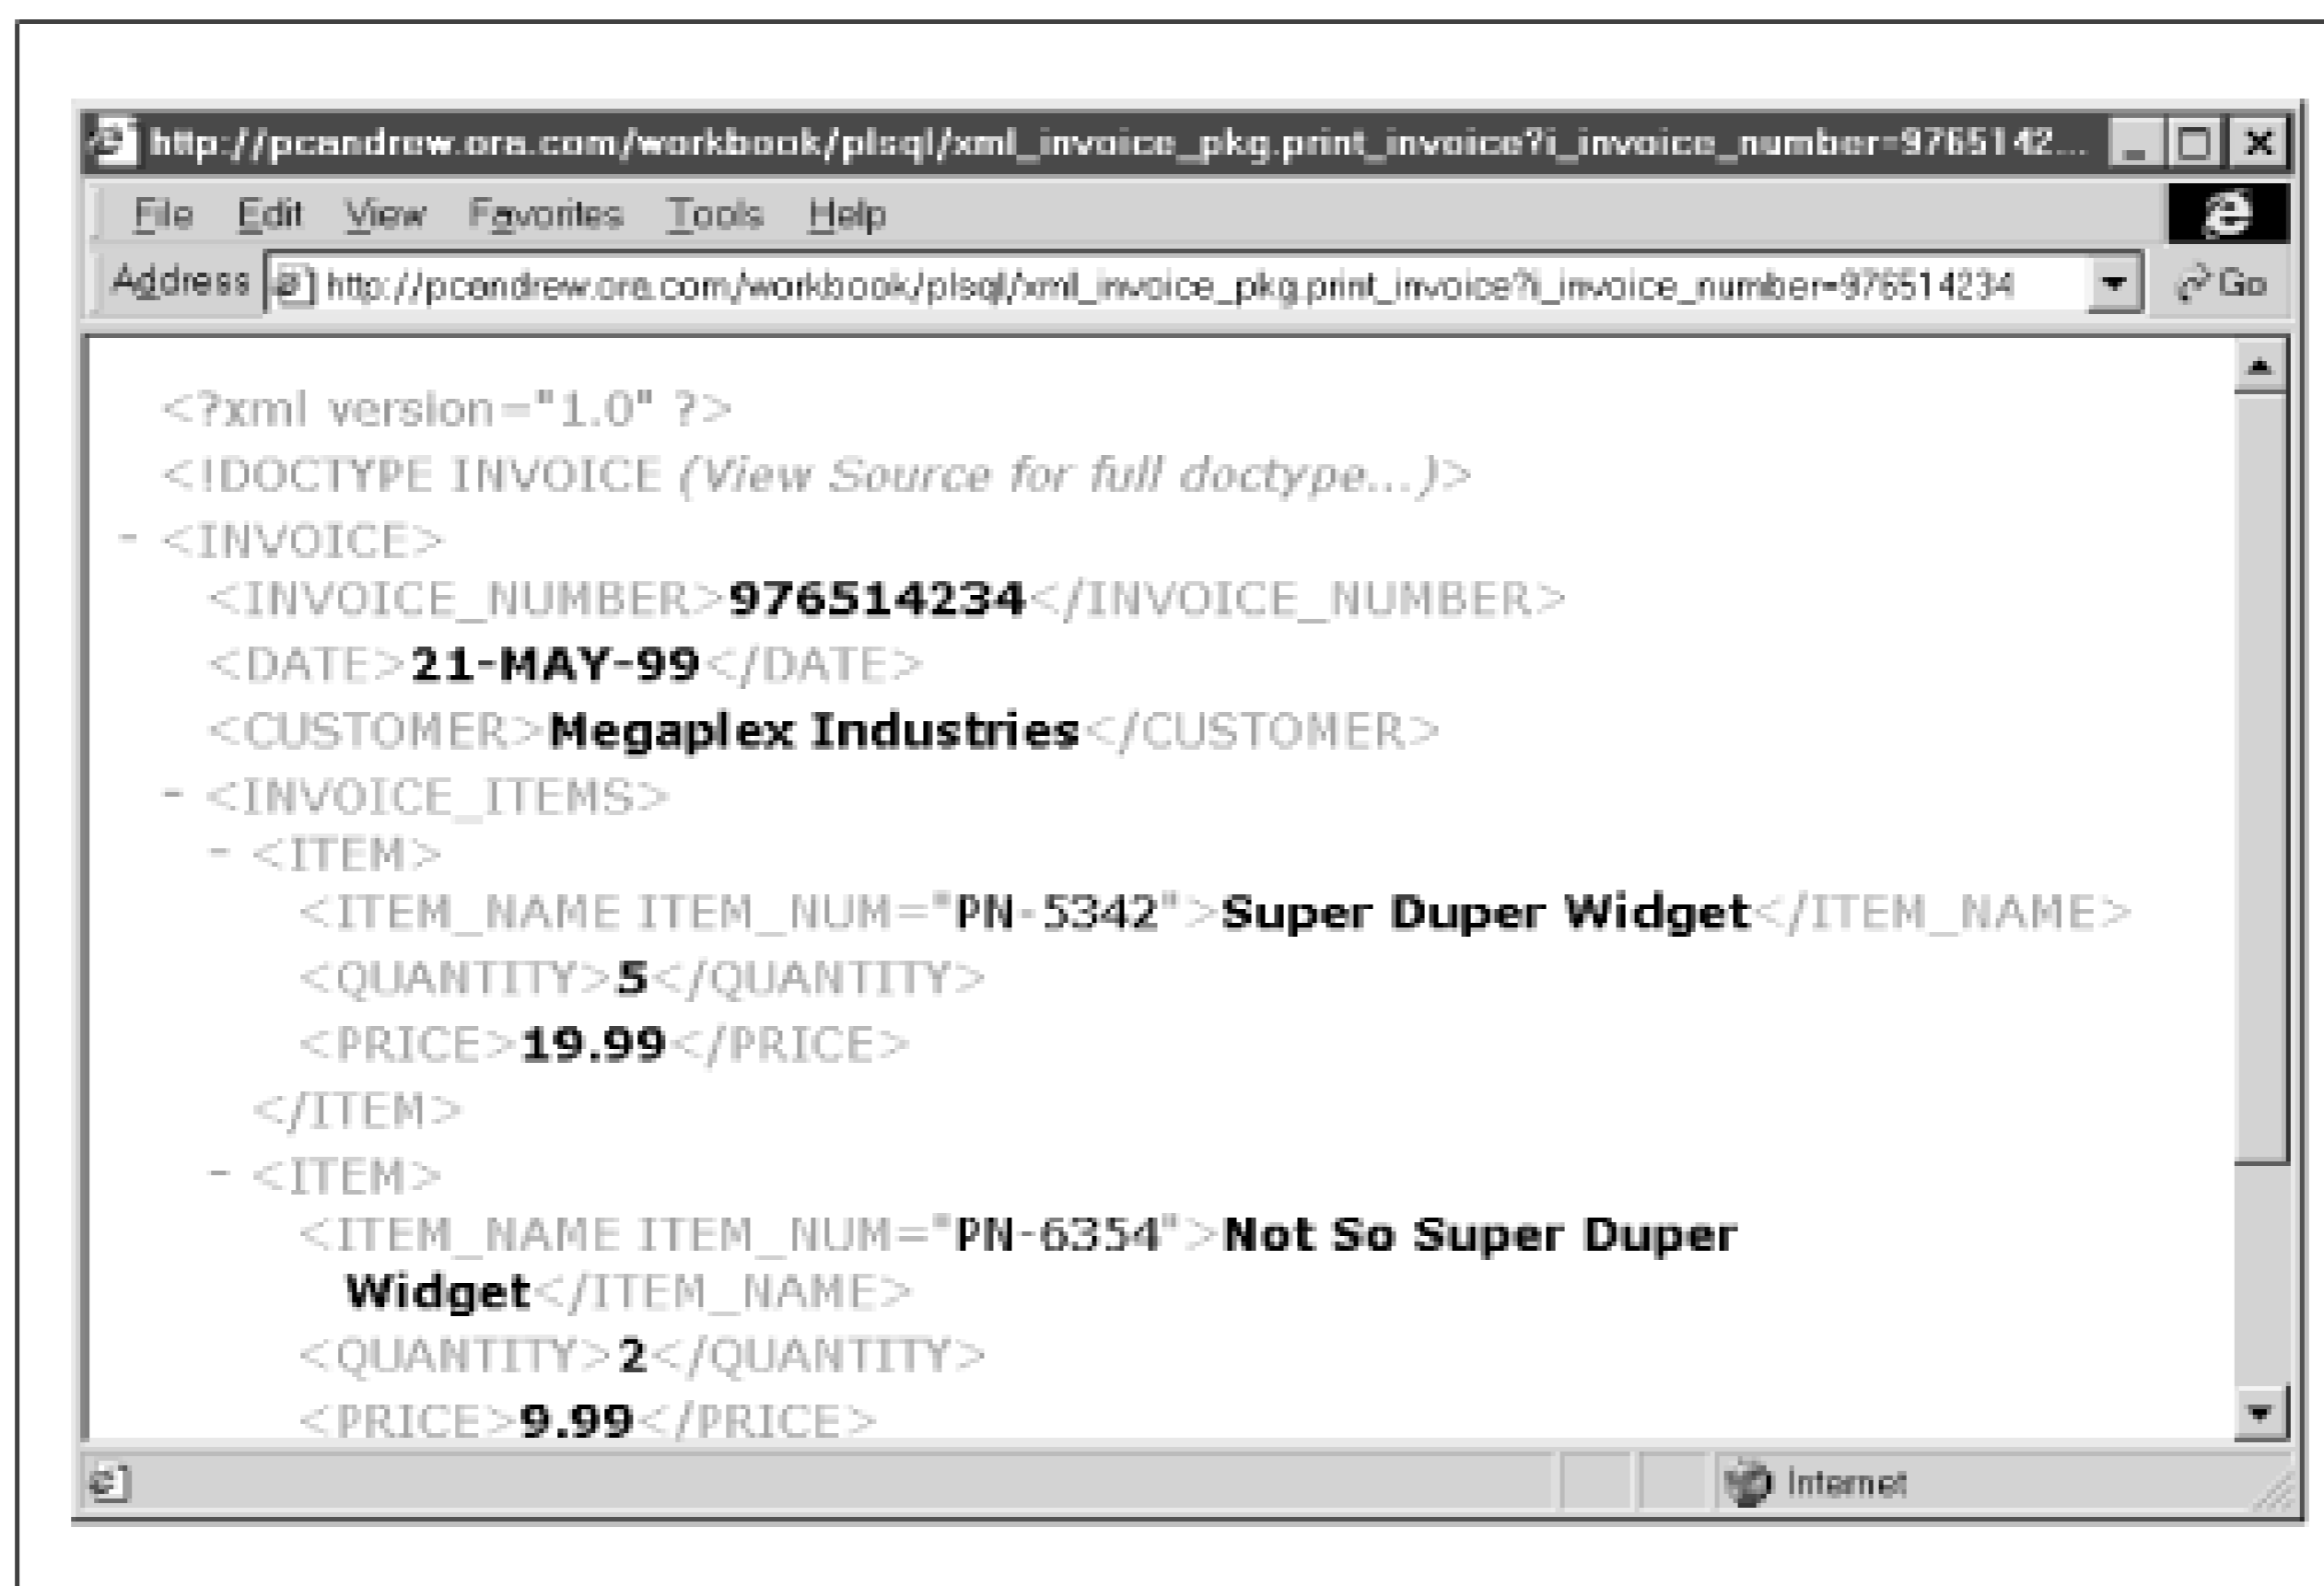 http://pcandrew.ora.com/workbook/plsql/xml_invoice_pkg.print_invoice?i_invoice_number=9765142...
File Edit View Favorites Tools Help
Address http://pcandrew.ora.com/workbook/plsql/xml_invoice_pkg.print_invoice?i_invoice_number=976514234 Go
<?xml version="1.0" ?>
<!DOCTYPE INVOICE (View Source for full doctype...)>
- <INVOICE>
<INVOICE_NUMBER>976514234</INVOICE_NUMBER>
<DATE>21-MAY-99</DATE>
<CUSTOMER>Megaplex Industries</CUSTOMER>
- <INVOICE_ITEMS>
- <ITEM>
<ITEM_NAME ITEM_NUM="PN-5342">Super Duper Widget</ITEM_NAME>
<QUANTITY>5</QUANTITY>
<PRICE>19.99</PRICE>
</ITEM>
- <ITEM>
<ITEM_NAME ITEM_NUM="PN-6354">Not So Super Duper
Widget</ITEM_NAME>
<QUANTITY>2</QUANTITY>
<PRICE>9.99</PRICE>
Internet